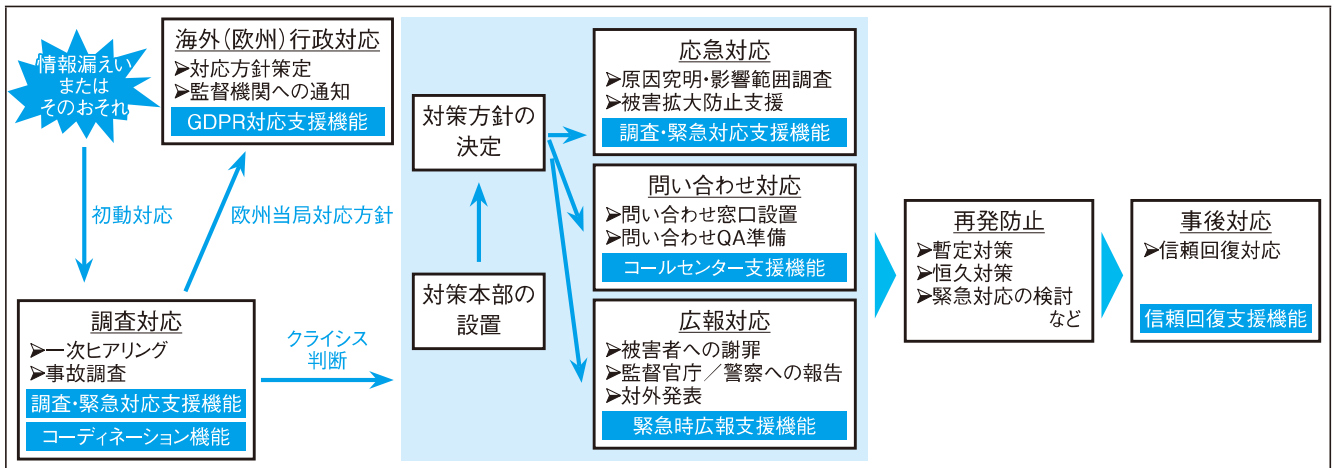 情報漏えい
または
そのおそれ
海外（欧州）行政対応
➢対応方針策定
➢監督機関への通知
GDPR対応支援機能
初動対応
欧州当局対応方針
調査対応
➢一次ヒアリング
➢事故調査
調査・緊急対応支援機能
コーディネーション機能
クライシス
判断
対策方針の
決定
対策本部の
設置
応急対応
➢原因究明・影響範囲調査
➢被害拡大防止支援
調査・緊急対応支援機能
問い合わせ対応
➢問い合わせ窓口設置
➢問い合わせQA準備
コールセンター支援機能
広報対応
➢被害者への謝罪
➢監督官庁／警察への報告
➢対外発表
緊急時広報支援機能
再発防止
➢暫定対策
➢恒久対策
➢緊急対応の検討
など
事後対応
➢信頼回復対応
信頼回復支援機能